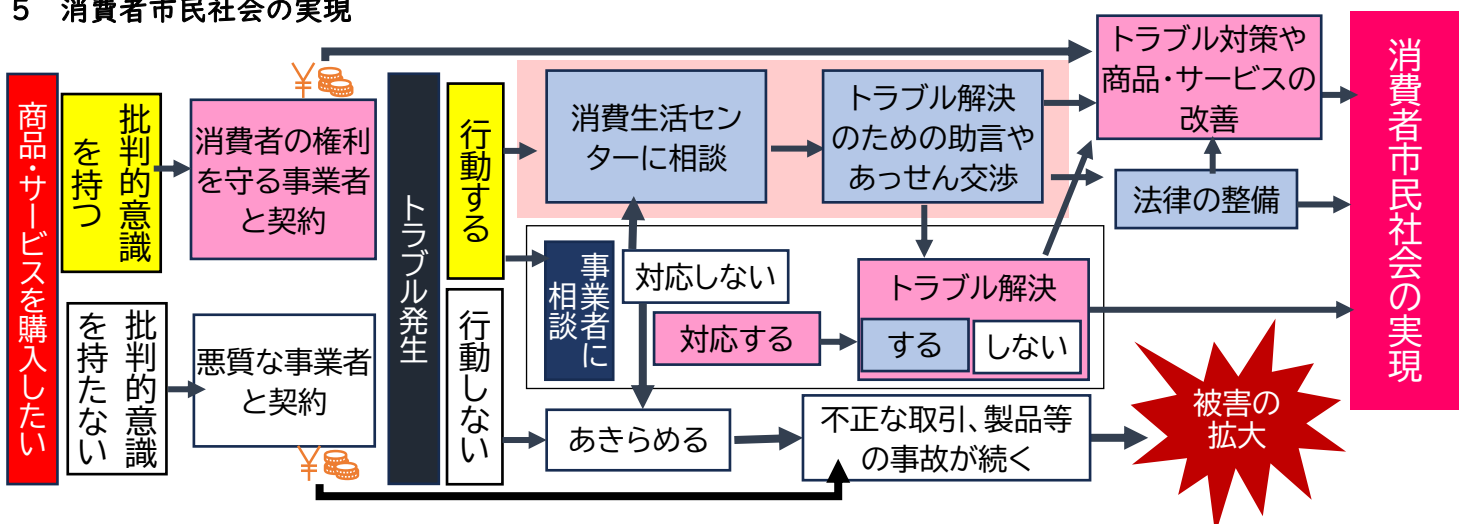 5 消費者市民社会の実現
商品・サービスを購入したい
批判的意識
を持つ
消費者の権利
を守る事業者
と契約
批判的意識
を持たない
悪質な事業者
と契約
トラブル発生
行動する
行動しない
消費生活セン
ターに相談
トラブル解決
のための助言や
あっせん交渉
事業者に
相談
対応しない
対応する
トラブル解決
する
しない
あきらめる
不正な取引、製品等
の事故が続く
トラブル対策や
商品・サービスの
改善
法律の整備
被害の
拡大
消費者市民社会の実現